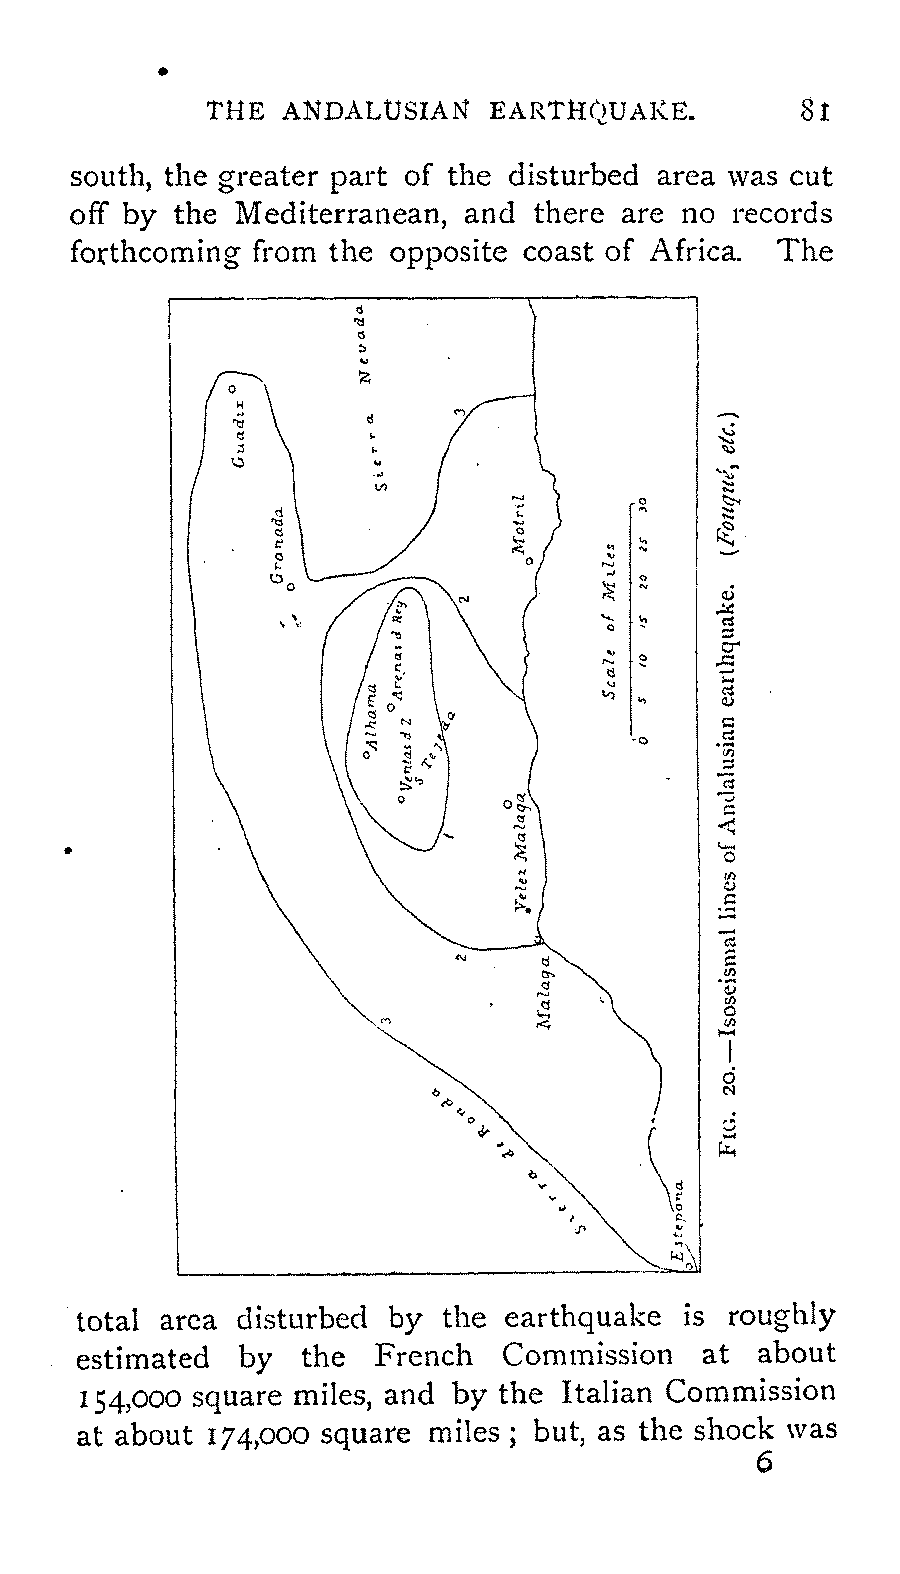 THE ANDALUSIAN EARTHQUAKE. 81
south, the greater part of the disturbed area was cut
off by the Mediterranean, and there are no records
forthcoming from the opposite coast of Africa. The
Guadix
Granada
Sierra Nevada
3
Motril
2
Arenas d Rey
Alhama
Ventas d Z
S Tejeda
1
Velez Malaga
2
Malaga
3
Sierra de Ronda
Estepona
Scale of Miles
0 5 10 15 20 25 30
FIG. 20.—Isoseismal lines of Andalusian earthquake. (Fouqué, etc.)
total area disturbed by the earthquake is roughly
estimated by the French Commission at about
154,000 square miles, and by the Italian Commission
at about 174,000 square miles; but, as the shock was
6